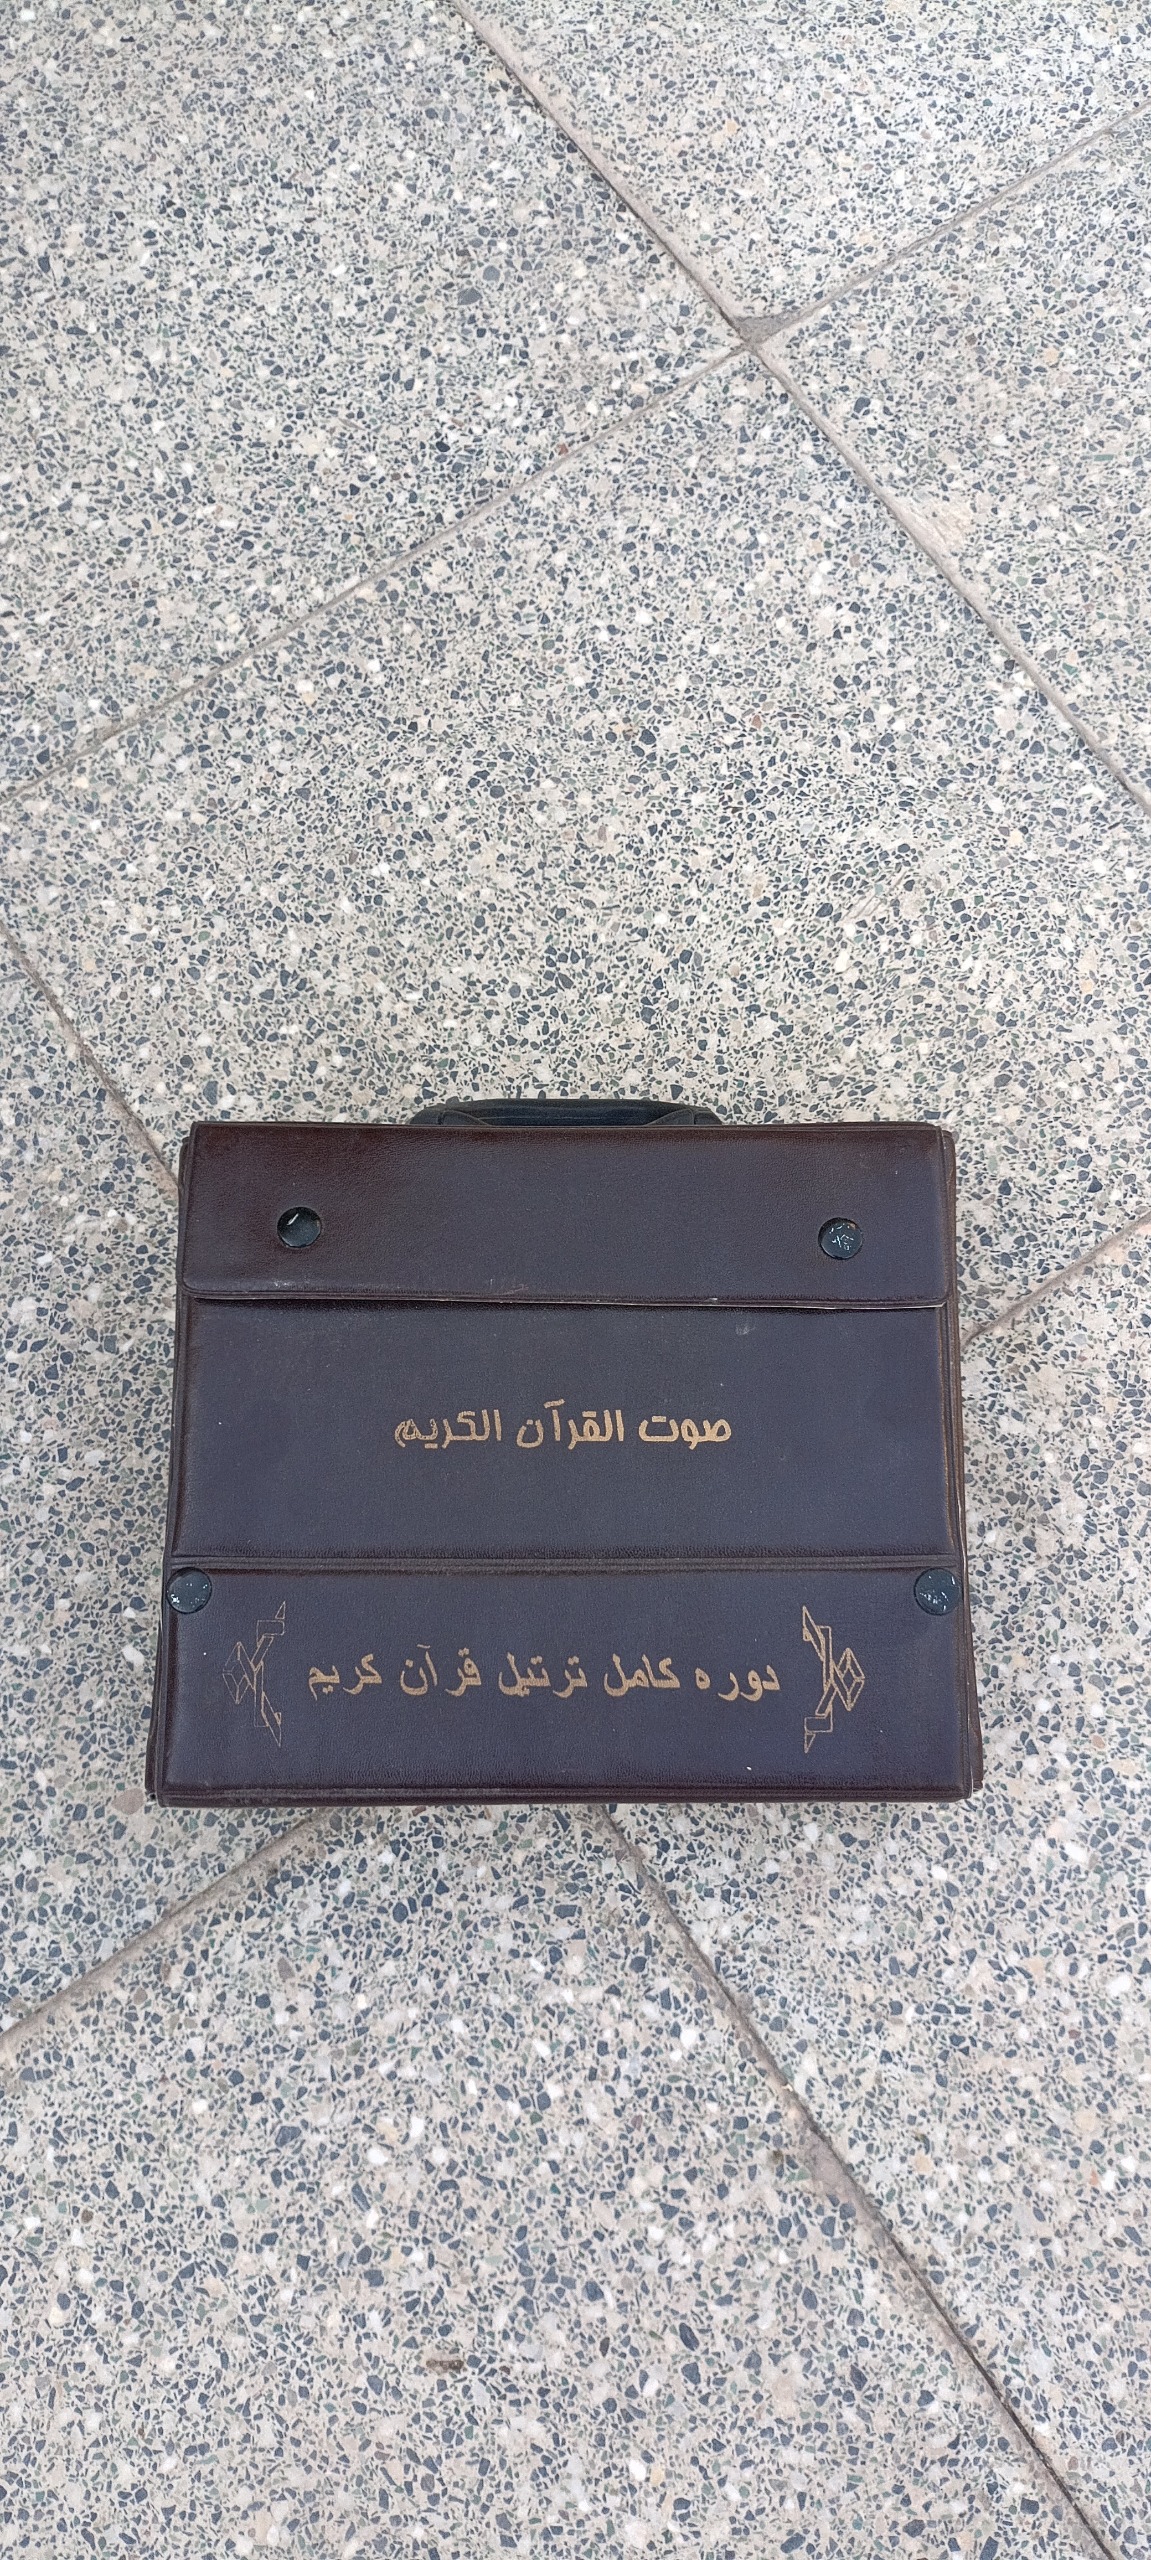 صوت القرآن الكريم
دوره كامل ترتيل قرآن كريم